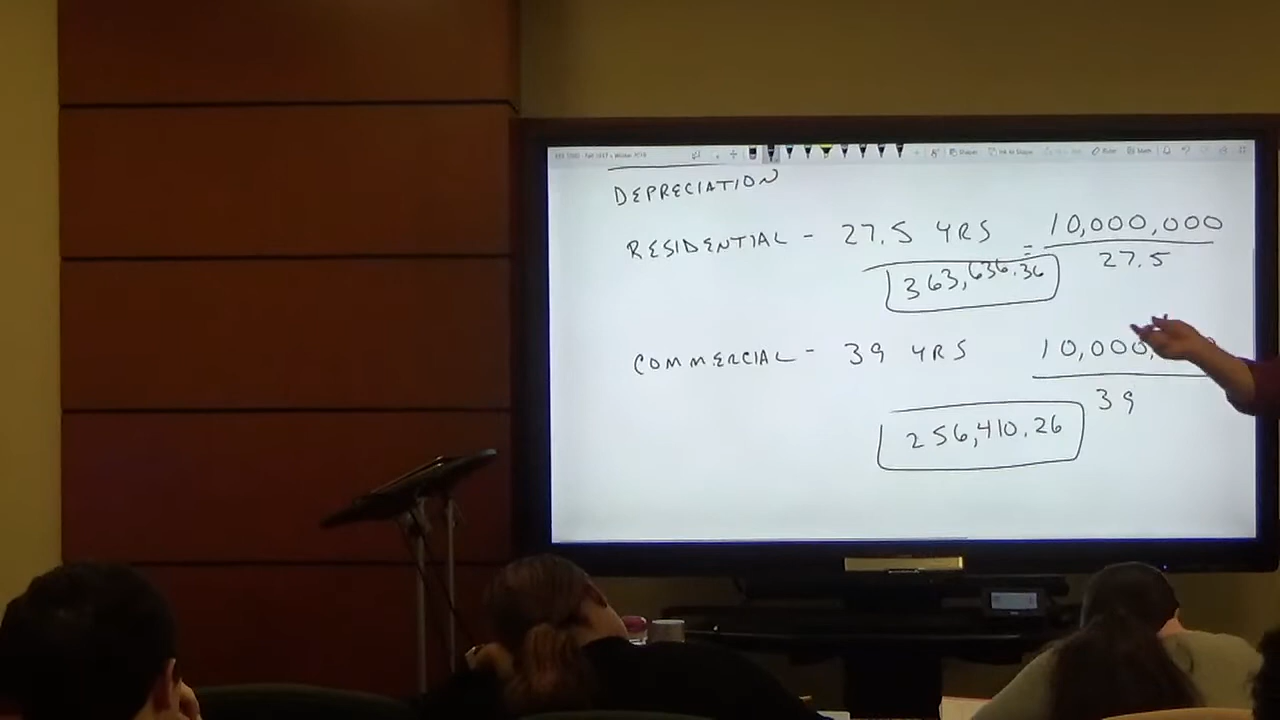 DEPRECIATION
RESIDENTIAL - 27.5 YRS = 10,000,000
27.5
363,636.36
COMMERCIAL - 39 YRS 10,000,
39
256,410.26